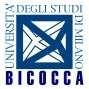 UNIVERSITA'
DEGLI STUDI
DI MILANO
BICOCCA